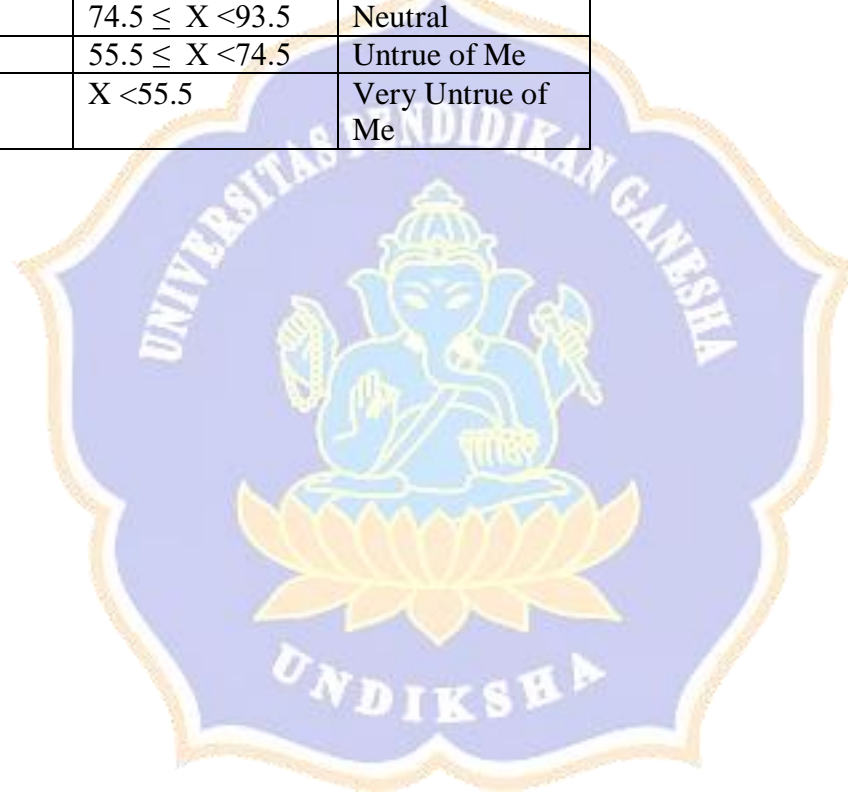 74.5 ≤ X <93.5 Neutral
55.5 ≤ X <74.5 Untrue of Me
X <55.5 Very Untrue of
Me
UNIVERSITAS PENDIDIKAN GANESHA
UNDIKSHA